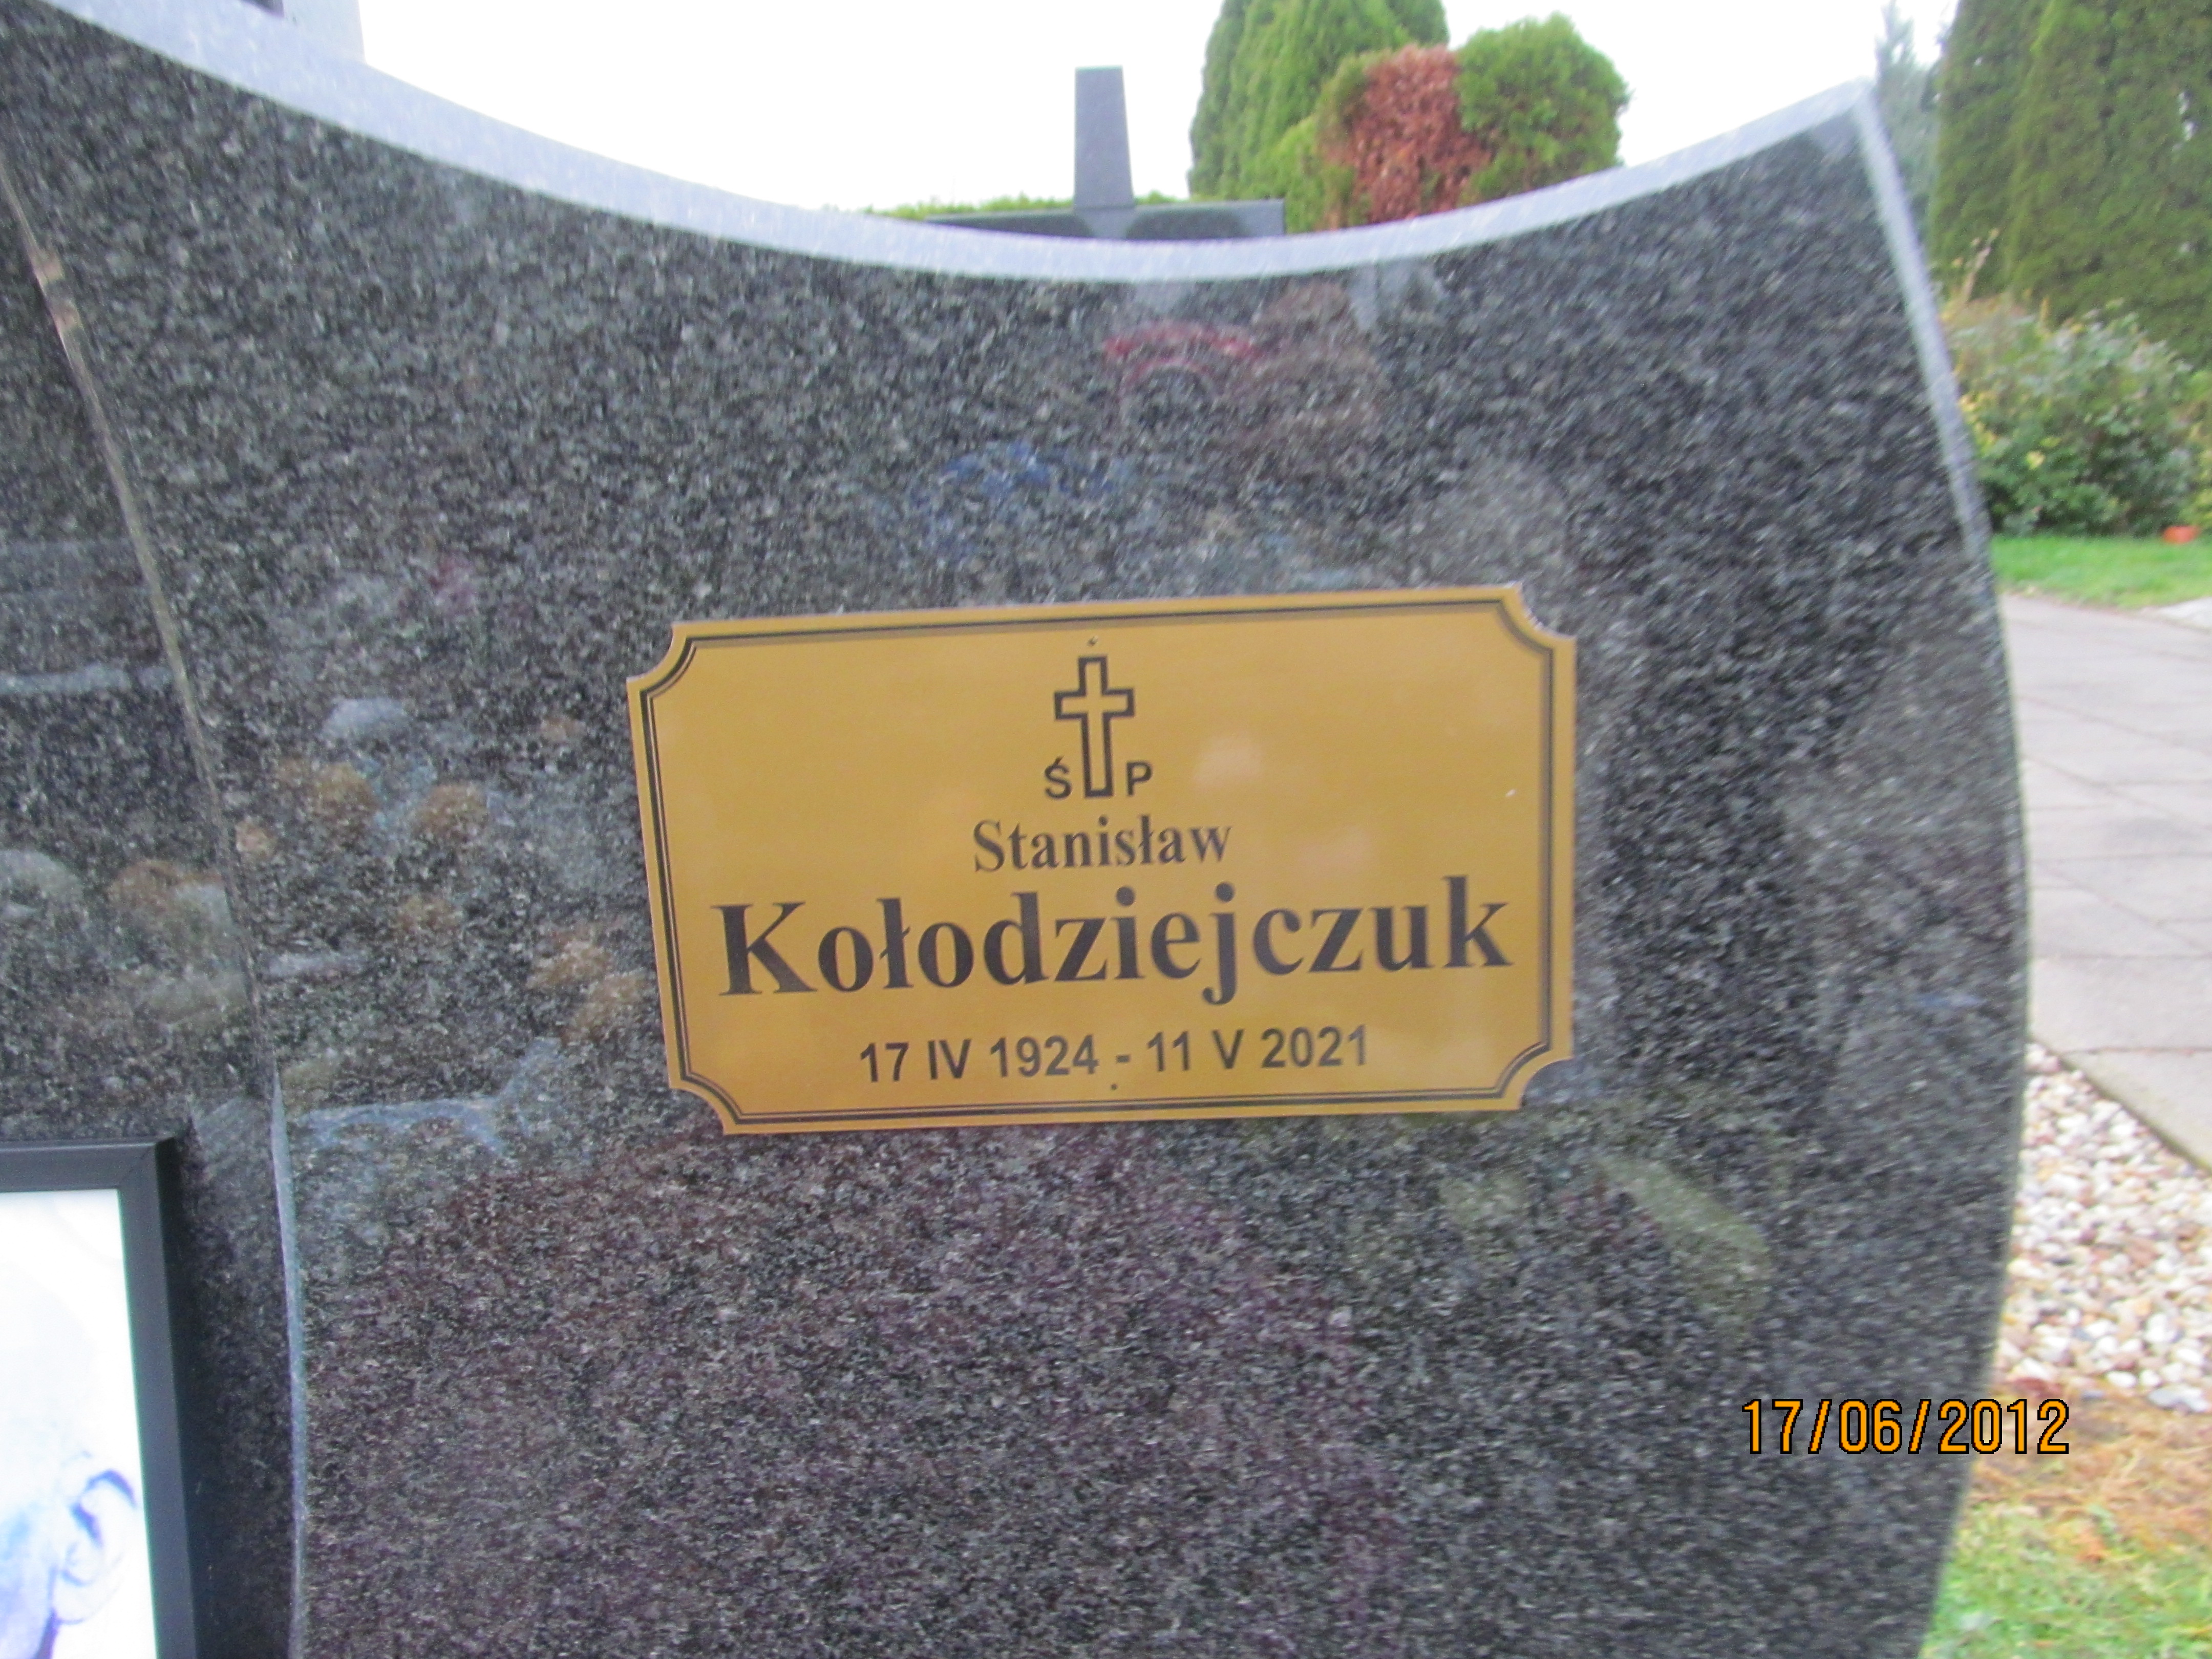 Ś P
Stanisław
Kołodziejczuk
17 IV 1924 - 11 V 2021
17/06/2012